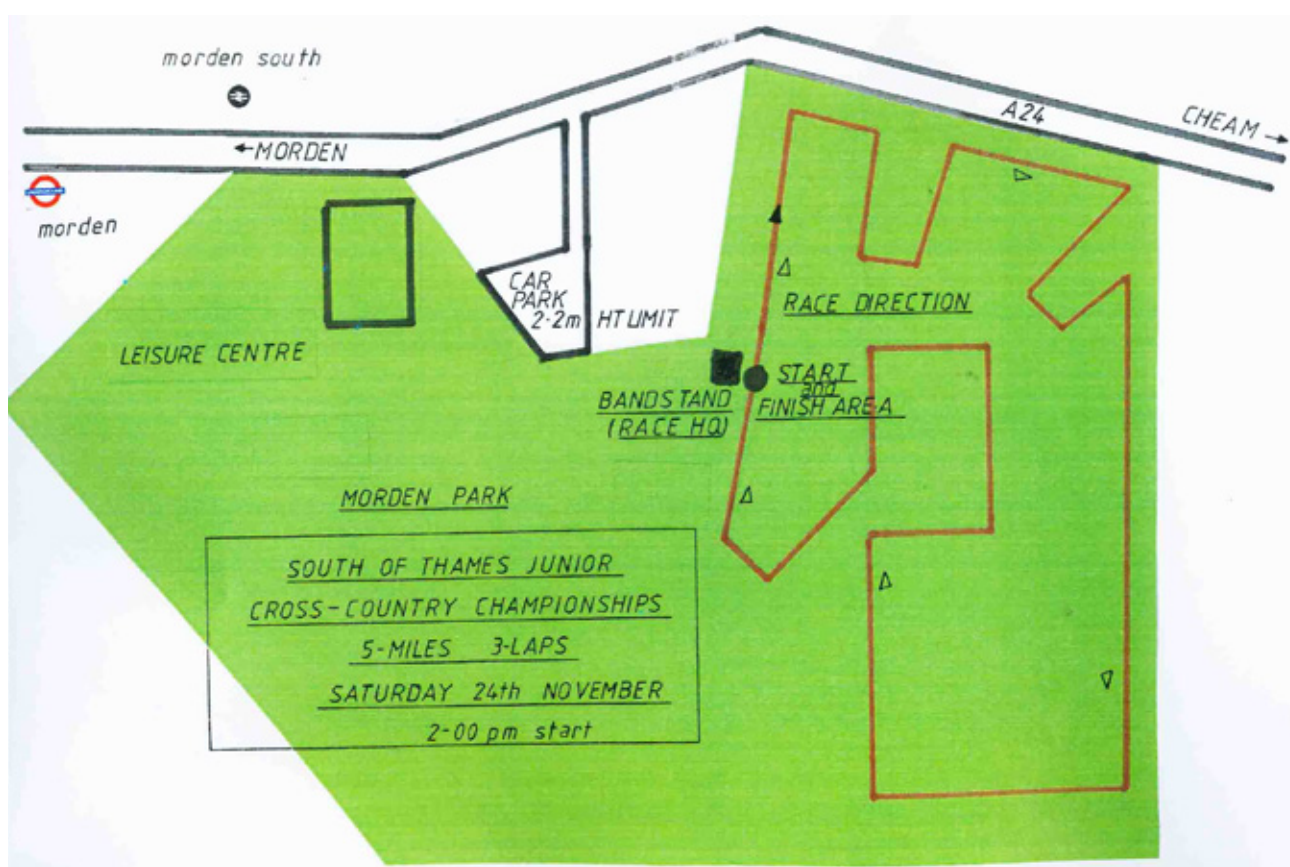 morden south
A24
CHEAM →
← MORDEN
morden
CAR
PARK
2·2m HT LIMIT
RACE DIRECTION
LEISURE CENTRE
START
and
FINISH AREA
BANDSTAND
(RACE HQ)
MORDEN PARK
SOUTH OF THAMES JUNIOR
CROSS-COUNTRY CHAMPIONSHIPS
5-MILES 3-LAPS
SATURDAY 24th NOVEMBER
2-00 pm start